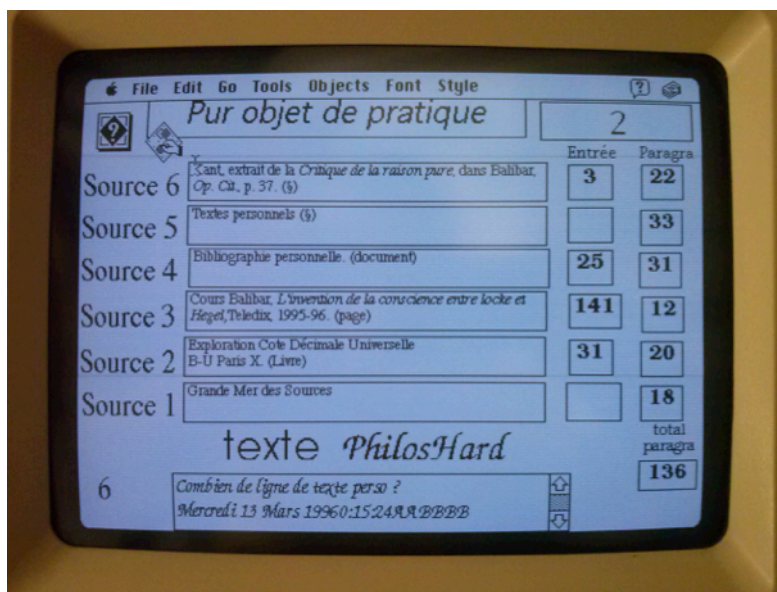 File Edit Go Tools Objects Font Style
Pur objet de pratique
2
Entrée Paragra
Source 6
Kant, extrait de la Critique de la raison pure, dans Balibar,
Op. Cit., p. 37. (§)
3
22
Source 5
Textes personnels (§)
33
Source 4
Bibliographie personnelle. (document)
25
31
Source 3
Cours Balibar, L'invention de la conscience entre locke et
Hegel, Teledix, 1995-96. (page)
141
12
Source 2
Exploration Cote Décimale Universelle
B-U Paris X. (Livre)
31
20
Source 1
Grande Mer des Sources
18
texte PhilosHard
total
paragra
136
6
Combien de ligne de texte perso ?
Mercredi 13 Mars 19960:1524AABBBB